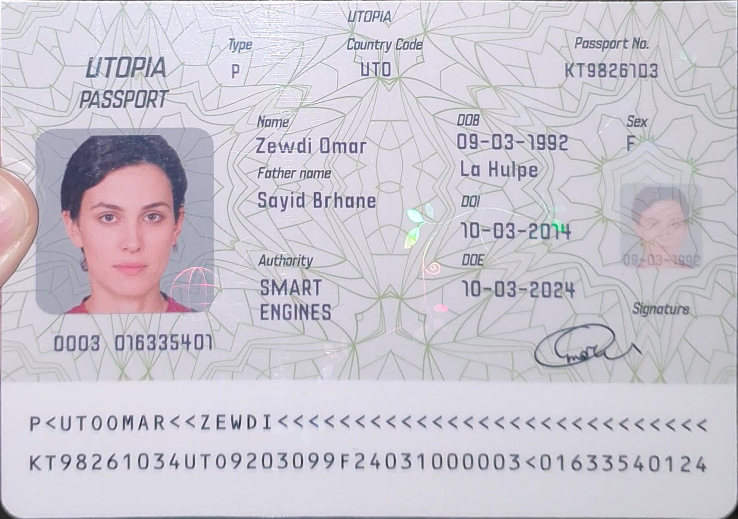 UTOPIA
UTOPIA
PASSPORT
Type
P
Country Code
UTO
Passport No.
KT9826103
Name
Zewdi Omar
Father name
Sayid Brhane
DOB
09-03-1992
La Hulpe
Sex
F
DOI
10-03-2014
Authority
SMART
ENGINES
DOE
10-03-2024
09-03-1992
Signature
0003 016335401
P<UTOOMAR<<ZEWDI<<<<<<<<<<<<<<<<<<<<<<<<<<<<
KT98261034UTO9203099F24031000003<01633540124